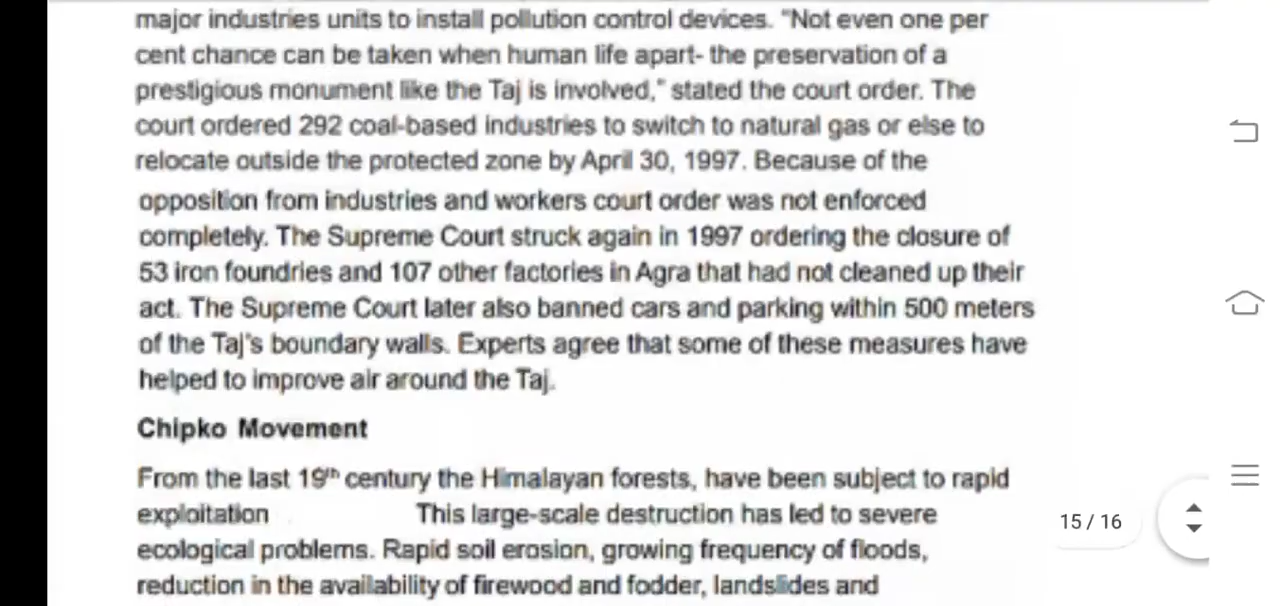 major industries units to install pollution control devices. "Not even one per
cent chance can be taken when human life apart- the preservation of a
prestigious monument like the Taj is involved," stated the court order. The
court ordered 292 coal-based industries to switch to natural gas or else to
relocate outside the protected zone by April 30, 1997. Because of the
opposition from industries and workers court order was not enforced
completely. The Supreme Court struck again in 1997 ordering the closure of
53 iron foundries and 107 other factories in Agra that had not cleaned up their
act. The Supreme Court later also banned cars and parking within 500 meters
of the Taj's boundary walls. Experts agree that some of these measures have
helped to improve air around the Taj.
Chipko Movement
From the last 19th century the Himalayan forests, have been subject to rapid
exploitation This large-scale destruction has led to severe
ecological problems. Rapid soil erosion, growing frequency of floods,
reduction in the availability of firewood and fodder, landslides and
15 / 16